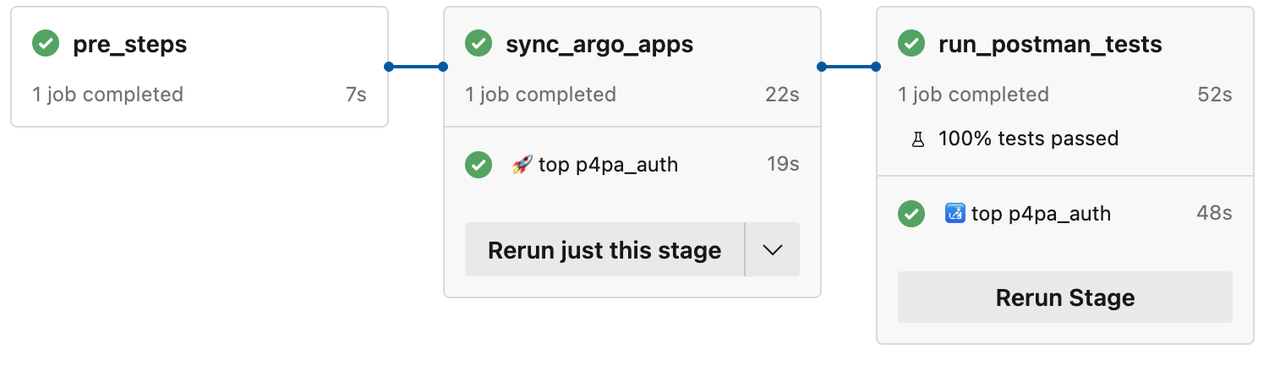 pre_steps
1 job completed 7s
sync_argo_apps
1 job completed 22s
🚀 top p4pa_auth 19s
Rerun just this stage
run_postman_tests
1 job completed 52s
100% tests passed
🛂 top p4pa_auth 48s
Rerun Stage